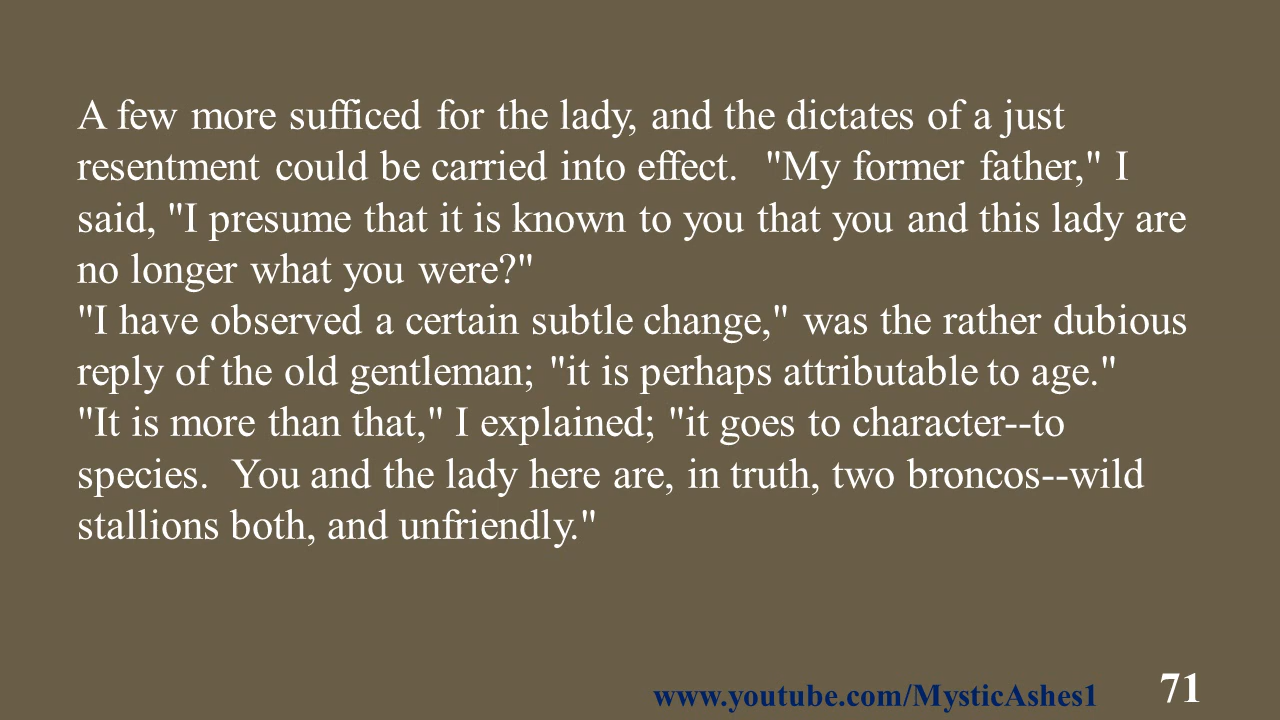 A few more sufficed for the lady, and the dictates of a just
resentment could be carried into effect.  "My former father," I
said, "I presume that it is known to you that you and this lady are
no longer what you were?"
"I have observed a certain subtle change," was the rather dubious
reply of the old gentleman; "it is perhaps attributable to age."
"It is more than that," I explained; "it goes to character--to
species.  You and the lady here are, in truth, two broncos--wild
stallions both, and unfriendly."
www.youtube.com/MysticAshes1
71